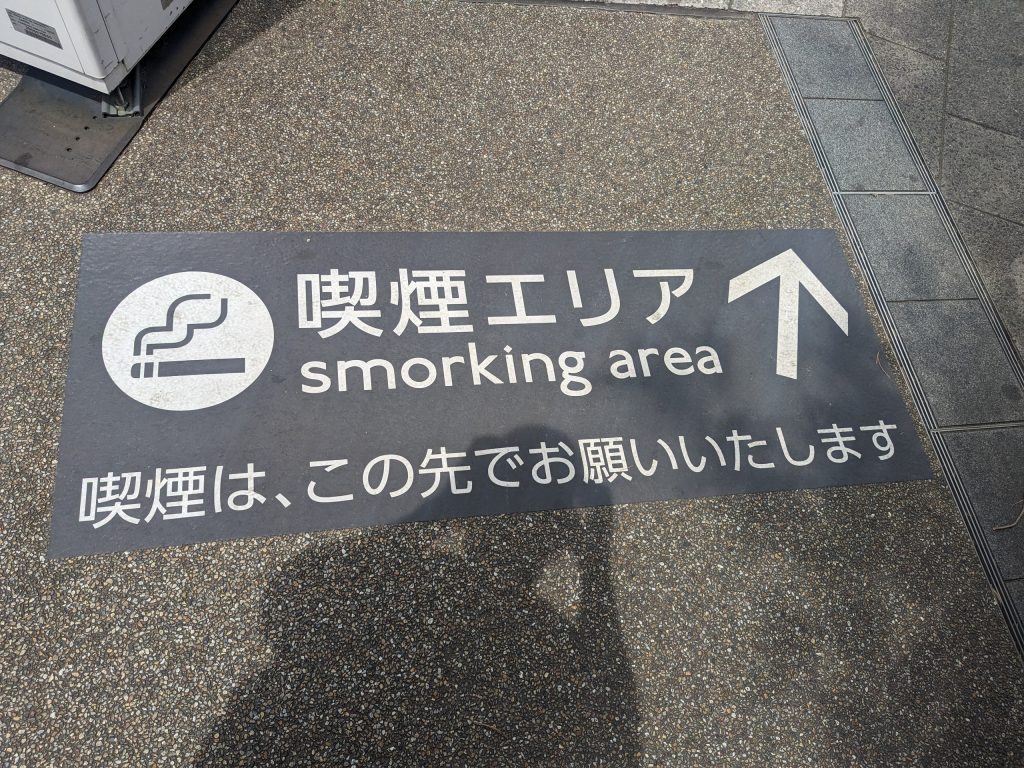 喫煙エリア
smorking area
喫煙は、この先でお願いいたします